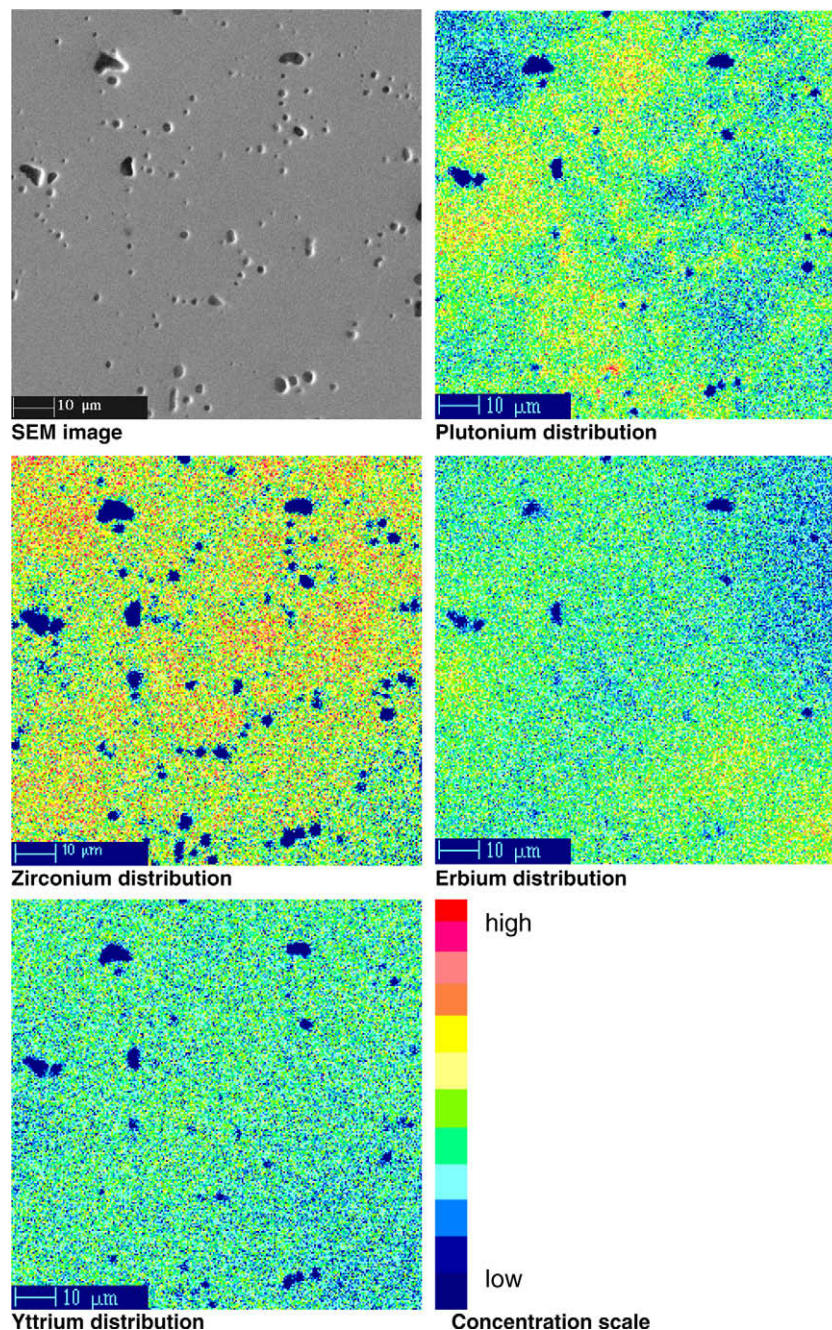 10 μm
10 μm
SEM image
Plutonium distribution
10 μm
10 μm
Zirconium distribution
Erbium distribution
high
low
10 μm
Yttrium distribution
Concentration scale